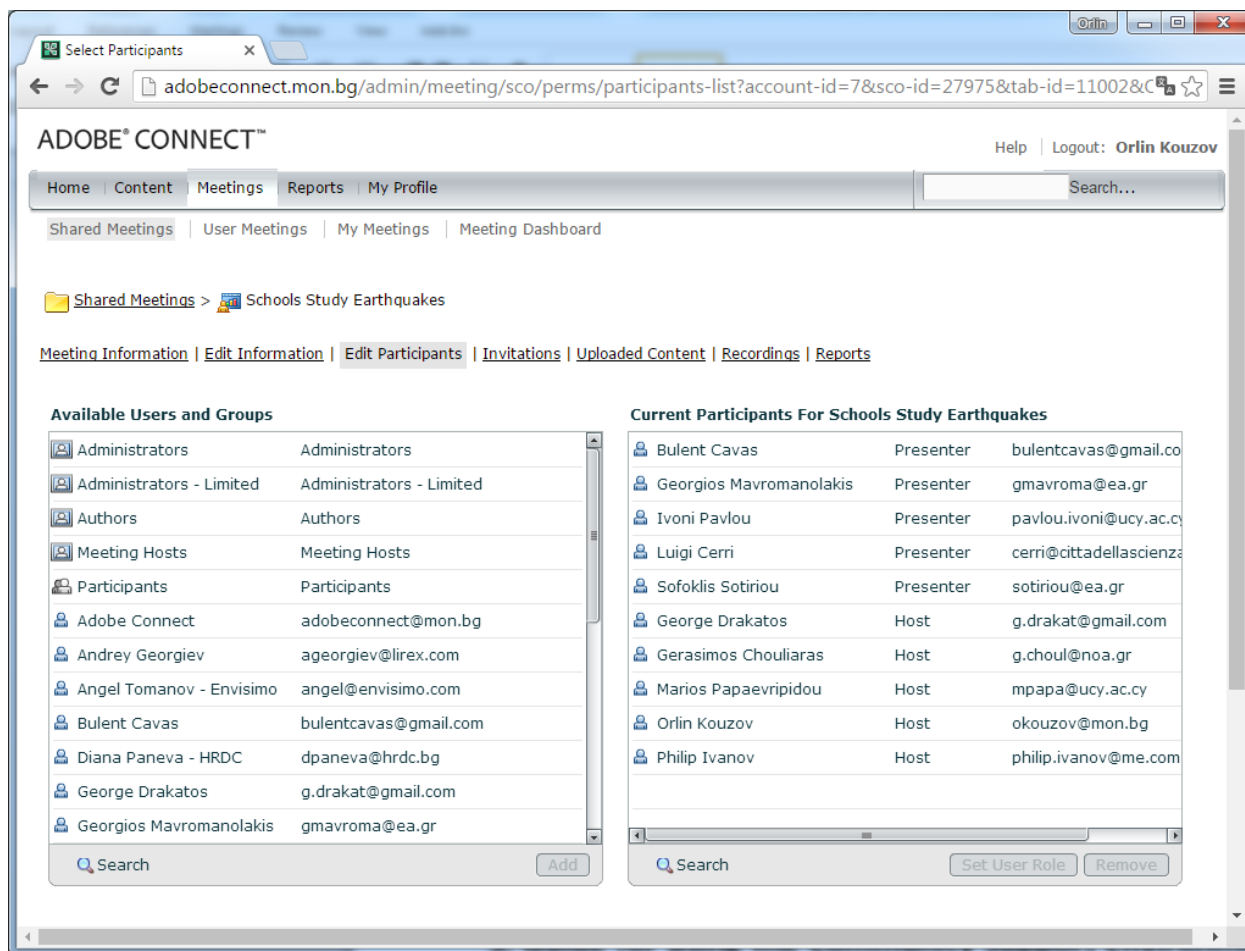 Orlin
Select Participants
adobeconnect.mon.bg/admin/meeting/sco/perms/participants-list?account-id=7&sco-id=27975&tab-id=11002&
ADOBE® CONNECT™
Help | Logout: Orlin Kouzov
Home | Content | Meetings | Reports | My Profile Search...
Shared Meetings | User Meetings | My Meetings | Meeting Dashboard
Shared Meetings > Schools Study Earthquakes
Meeting Information | Edit Information | Edit Participants | Invitations | Uploaded Content | Recordings | Reports
Available Users and Groups
Administrators Administrators
Administrators - Limited Administrators - Limited
Authors Authors
Meeting Hosts Meeting Hosts
Participants Participants
Adobe Connect adobeconnect@mon.bg
Andrey Georgiev ageorgiev@lirex.com
Angel Tomanov - Envisimo angel@envisimo.com
Bulent Cavas bulentcavas@gmail.com
Diana Paneva - HRDC dpaneva@hrdc.bg
George Drakatos g.drakat@gmail.com
Georgios Mavromanolakis gmavroma@ea.gr
Search Add
Current Participants For Schools Study Earthquakes
Bulent Cavas Presenter bulentcavas@gmail.co
Georgios Mavromanolakis Presenter gmavroma@ea.gr
Ivoni Pavlou Presenter pavlou.ivoni@ucy.ac.cy
Luigi Cerri Presenter cerri@cittadellascienza
Sofoklis Sotiriou Presenter sotiriou@ea.gr
George Drakatos Host g.drakat@gmail.com
Gerasimos Chouliaras Host g.choul@noa.gr
Marios Papaevripidou Host mpapa@ucy.ac.cy
Orlin Kouzov Host okouzov@mon.bg
Philip Ivanov Host philip.ivanov@me.com
Search Set User Role Remove